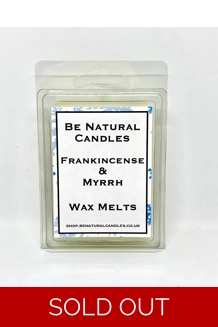 Be Natural
Candles
Frankincense
&
Myrrh
Wax Melts
shop.benaturalcandles.co.uk
SOLD OUT